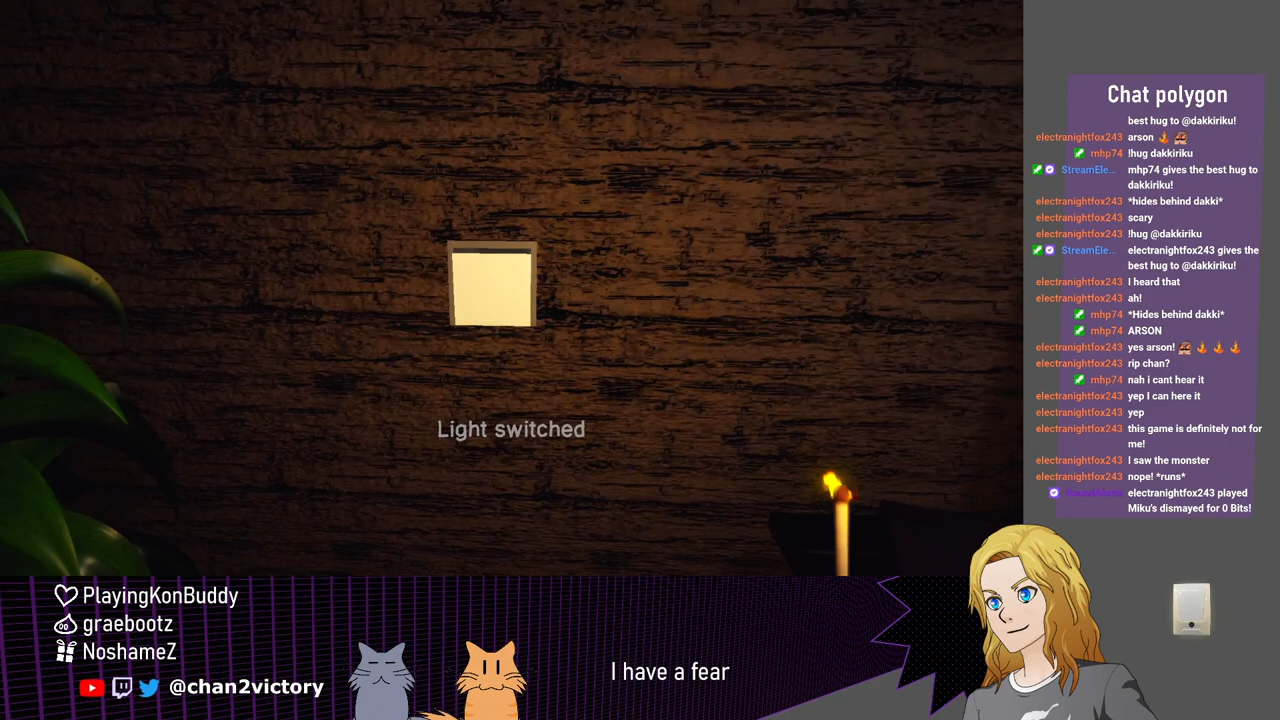 Chat polygon
best hug to @dakkiriku!
electranightfox243 arson
mhp74 !hug dakkiriku
StreamEle... mhp74 gives the best hug to
dakkiriku!
electranightfox243 *hides behind dakki*
electranightfox243 scary
electranightfox243 !hug @dakkiriku
StreamEle... electranightfox243 gives the
best hug to @dakkiriku!
electranightfox243 I heard that
electranightfox243 ah!
mhp74 *Hides behind dakki*
mhp74 ARSON
electranightfox243 yes arson!
electranightfox243 rip chan?
mhp74 nah i cant hear it
electranightfox243 yep I can here it
electranightfox243 yep
electranightfox243 this game is definitely not for
me!
electranightfox243 I saw the monster
electranightfox243 nope! *runs*
electranightfox243 played
Miku's dismayed for 0 Bits!
Light switched
PlayingKonBuddy
graebootz
NoshameZ
@chan2victory
I have a fear